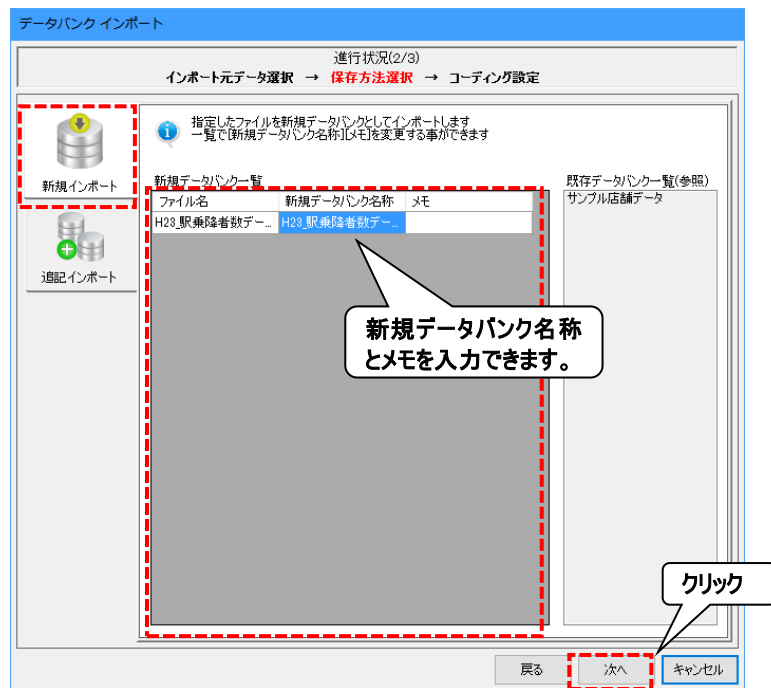 データバンク インポート
進行状況(2/3)
インポート元データ選択 → 保存方法選択 → コーディング設定
新規インポート
追記インポート
指定したファイルを新規データバンクとしてインポートします
一覧で[新規データバンク名称][メモ]を変更する事ができます
新規データバンク一覧
ファイル名 新規データバンク名称 メモ
H23_駅乗降者数デー... H23_駅乗降者数デー...
新規データバンク名称
とメモを入力できます。
既存データバンク一覧(参照)
サンプル店舗データ
クリック
戻る 次へ キャンセル